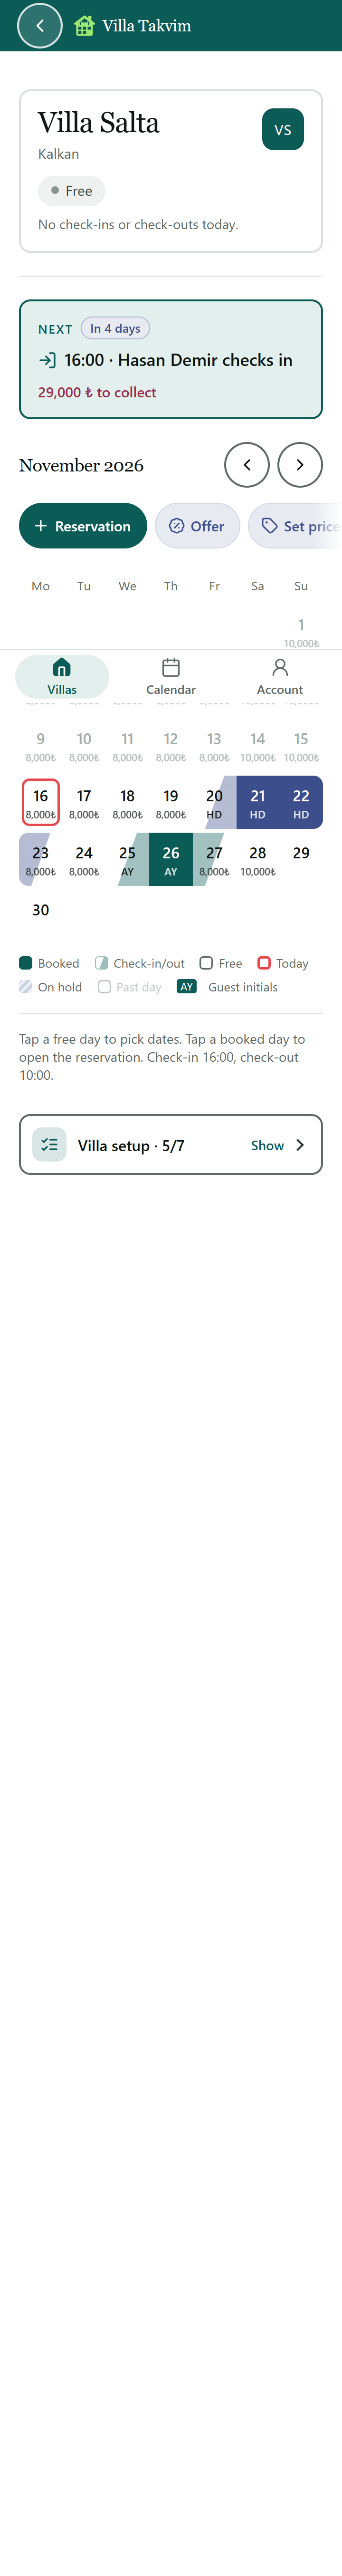 Villa Takvim
Villa Salta
VS
Kalkan
Free
No check-ins or check-outs today.
NEXT In 4 days
16:00 · Hasan Demir checks in
29,000 ₺ to collect
November 2026
Reservation Offer Set price
Mo Tu We Th Fr Sa Su
1
10,000₺
Villas Calendar Account
9 10 11 12 13 14 15
8,000₺ 8,000₺ 8,000₺ 8,000₺ 8,000₺ 10,000₺ 10,000₺
16 17 18 19 20 21 22
8,000₺ 8,000₺ 8,000₺ 8,000₺ HD HD HD
23 24 25 26 27 28 29
8,000₺ 8,000₺ AY AY 8,000₺ 10,000₺
30
Booked Check-in/out Free Today
On hold Past day AY Guest initials
Tap a free day to pick dates. Tap a booked day to
open the reservation. Check-in 16:00, check-out
10:00.
Villa setup · 5/7 Show